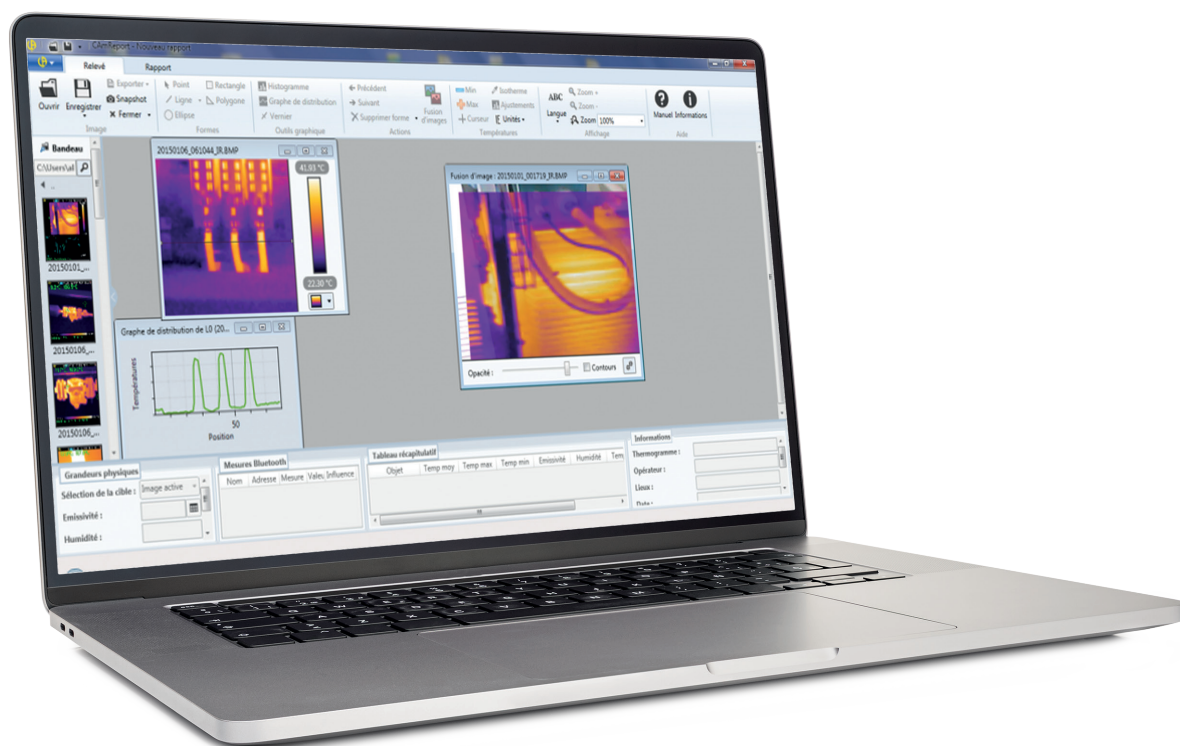 CAmReport - Nouveau rapport
Relevé Rapport
Ouvrir
Enregistrer
Exporter
Snapshot
Fermer
Image
Point
Ligne
Ellipse
Rectangle
Polygone
Formes
Histogramme
Graphe de distribution
Vernier
Outils graphique
Précédent
Suivant
Supprimer forme
Fusion
d'images
Actions
Min
Max
Curseur
Isotherme
Ajustements
Unités
Températures
ABC
Langue
Zoom +
Zoom -
Zoom 100%
Affichage
Manuel
Informations
Aide
Bandeau
C:\Users\al
20150101_...
20150106_...
20150106_...
20150106_061044_IR.BMP
41.93 °C
22.30 °C
Fusion d'image : 20150101_001719_IR.BMP
Opacité :
Contours
Graphe de distribution de L0 (20...
Températures
50
Position
Grandeurs physiques
Sélection de la cible : Image active
Emissivité :
Humidité :
Mesures Bluetooth
Nom Adresse Mesure Valeu Influence
Tableau récapitulatif
Objet Temp moy Temp max Temp min Emissivité Humidité Tem
Informations
Thermogramme :
Opérateur :
Lieux :
Date :